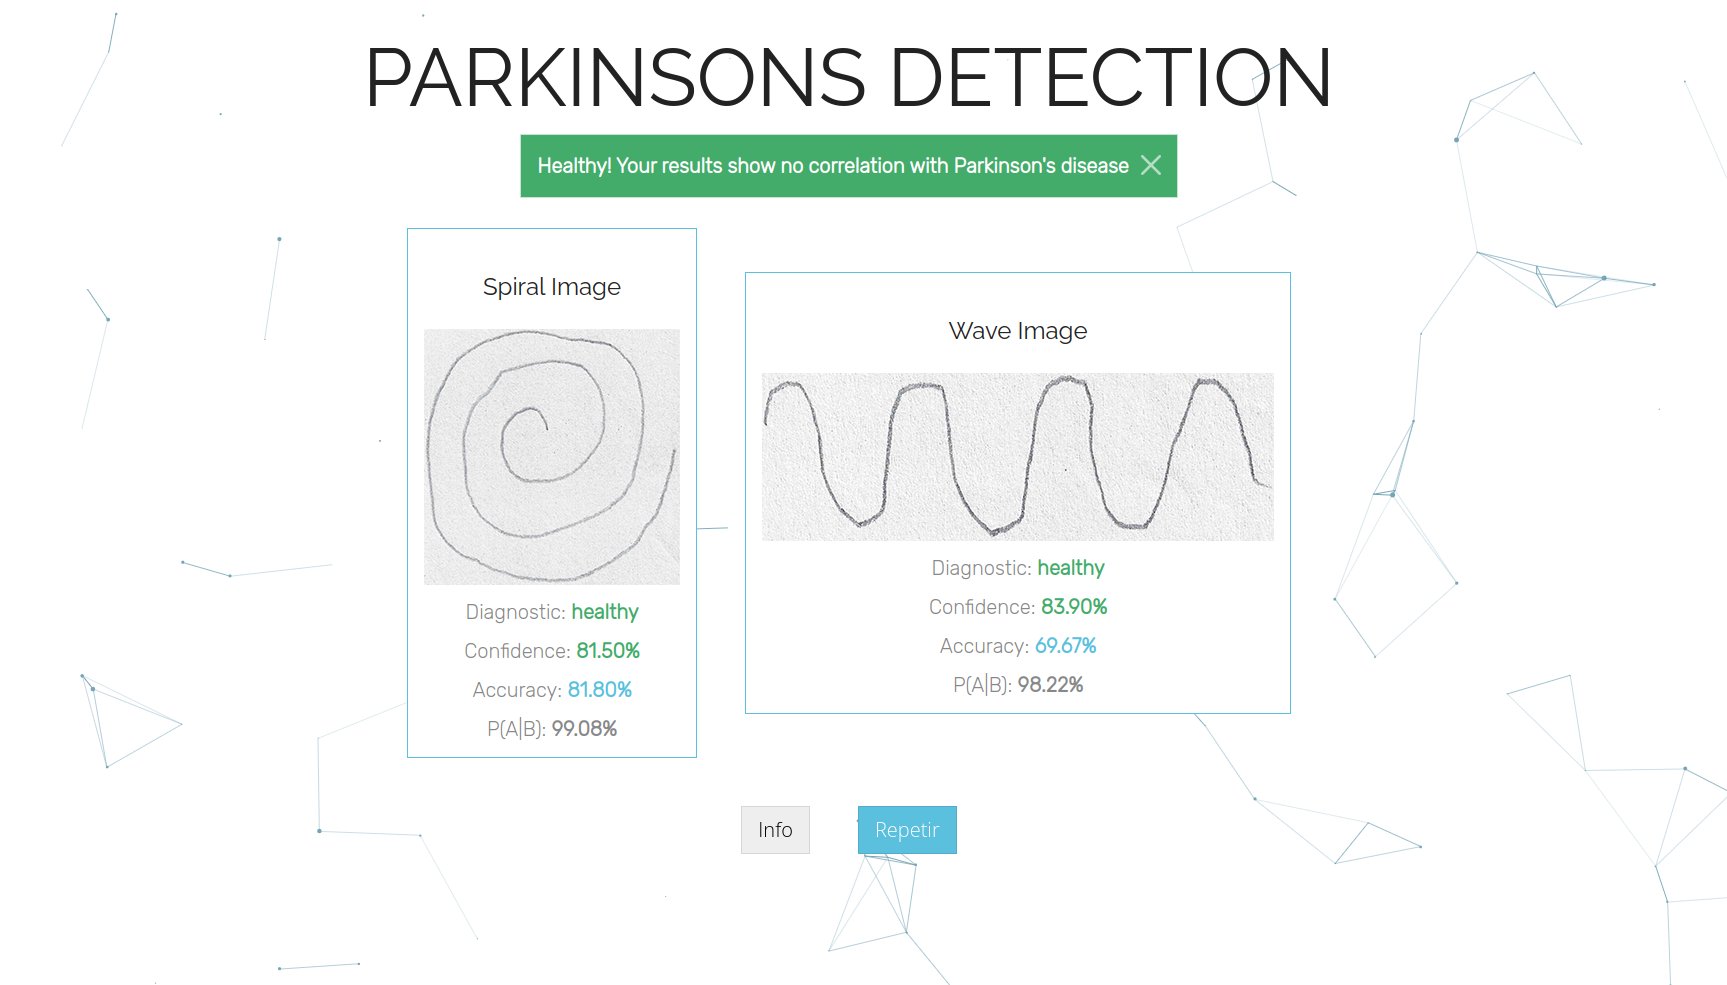 PARKINSONS DETECTION
Healthy! Your results show no correlation with Parkinson's disease
Spiral Image
Diagnostic: healthy
Confidence: 81.50%
Accuracy: 81.80%
P(A|B): 99.08%
Wave Image
Diagnostic: healthy
Confidence: 83.90%
Accuracy: 69.67%
P(A|B): 98.22%
Info
Repetir